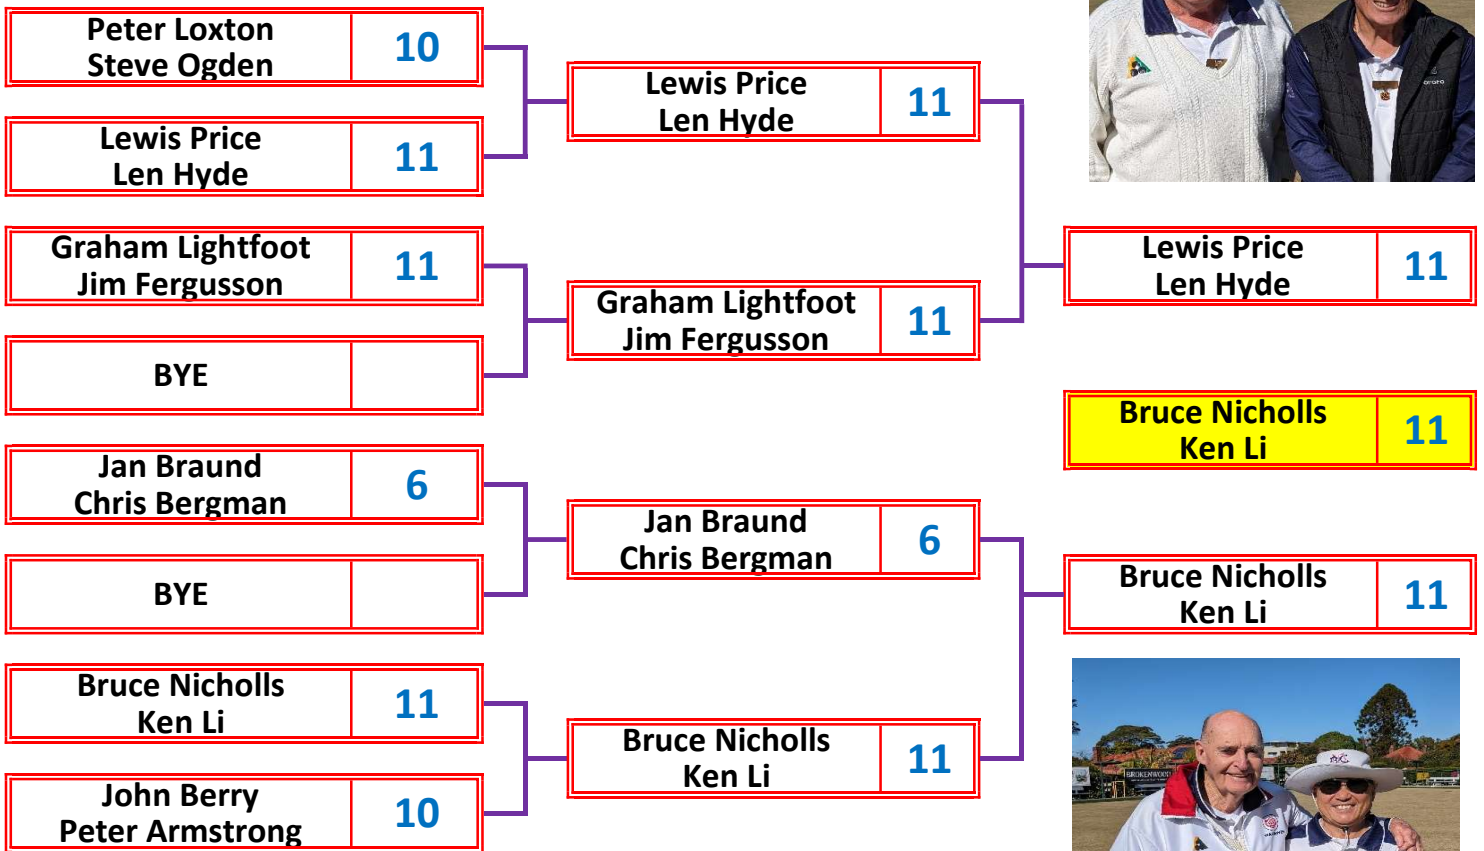 Peter Loxton
Steve Ogden
10
Lewis Price
Len Hyde
11
Graham Lightfoot
Jim Fergusson
11
BYE
Jan Braund
Chris Bergman
6
BYE
Bruce Nicholls
Ken Li
11
John Berry
Peter Armstrong
10
Lewis Price
Len Hyde
11
Graham Lightfoot
Jim Fergusson
11
Jan Braund
Chris Bergman
6
Bruce Nicholls
Ken Li
11
Lewis Price
Len Hyde
11
Bruce Nicholls
Ken Li
11
Bruce Nicholls
Ken Li
11
BROKENWOOD